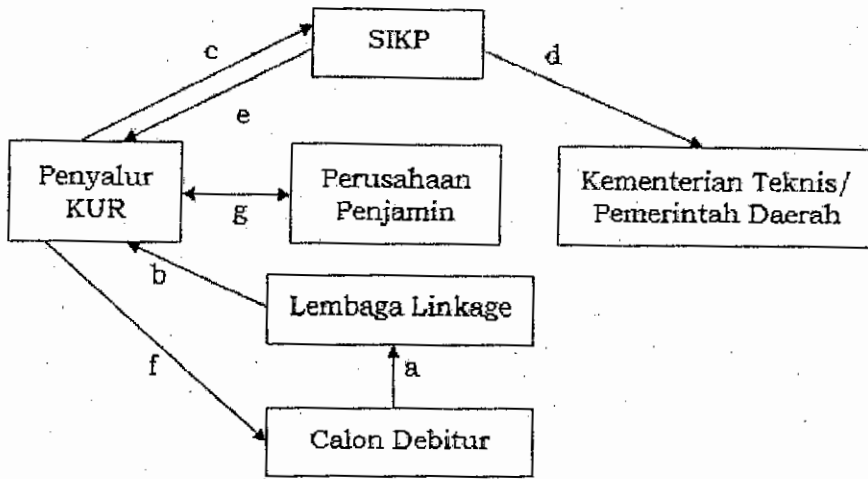 SIKP
c
d
e
Penyalur
KUR
g
Perusahaan
Penjamin
Kementerian Teknis/
Pemerintah Daerah
b
Lembaga Linkage
f
a
Calon Debitur